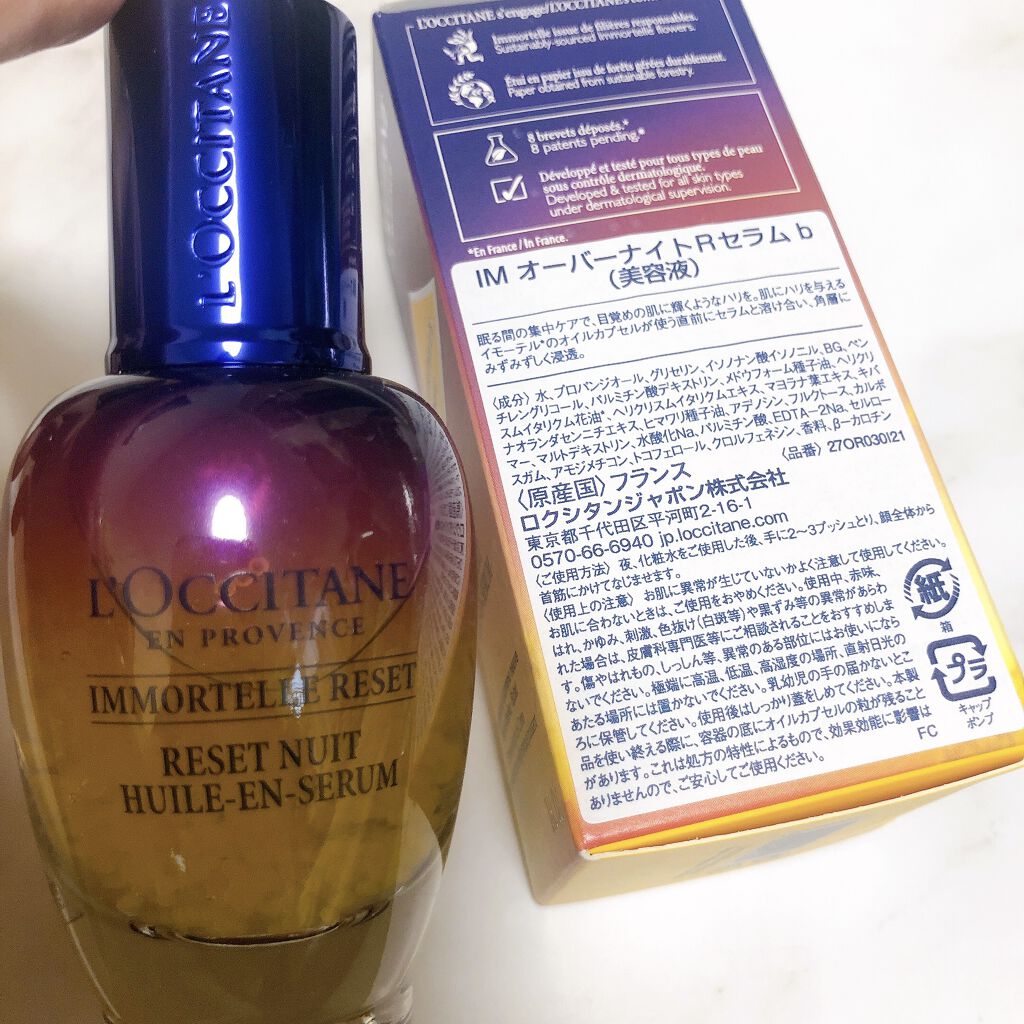 L'OCCITANE
L'OCCITANE
EN PROVENCE
IMMORTELLE RESET
RESET NUIT
HUILE-EN-SERUM
L'OCCITANE s'engage/L'OCCITANE
Immortelle issue de filières responsables.
Sustainably-sourced Immortelle flowers.
Étui en papier issu de forêts gérées durablement.
Paper obtained from sustainable forestry.
8 brevets déposés.*
8 patents pending.*
Développé et testé pour tous types de peau
sous contrôle dermatologique.
Developed & tested for all skin types
under dermatological supervision.
*En France / In France.
IM オーバーナイトRセラム b
(美容液)
眠る間の集中ケアで、目覚めの肌に輝くようなハリを。肌にハリを与える
イモーテル*のオイルカプセルが使う直前にセラムと溶け合い、角層に
みずみずしく浸透。
〈成分〉水、プロパンジオール、グリセリン、イソノナン酸イソノニル、BG、ペン
チレングリコール、パルミチン酸デキストリン、メドウフォーム種子油、ヘリクリ
スムイタリクム花油*、ヘリクリスムイタリクムエキス、マヨラナ葉エキス、キバ
ナオランダセンニチエキス、ヒマワリ種子油、アデノシン、フルクトース、カルボ
マー、マルトデキストリン、水酸化Na、パルミチン酸、EDTA-2Na、セルロー
スガム、アモジメチコン、トコフェロール、クロルフェネシン、香料、β-カロチン
〈品番〉27OR030I21
〈原産国〉フランス
ロクシタンジャポン株式会社
東京都千代田区平河町2-16-1
0570-66-6940 jp.loccitane.com
〈ご使用方法〉夜、化粧水をご使用した後、手に2〜3プッシュとり、顔全体から
首筋にかけてなじませます。
〈使用上の注意〉お肌に異常が生じていないかよく注意して使用してください。
お肌に合わないときは、ご使用をおやめください。使用中、赤味、
はれ、かゆみ、刺激、色抜け(白斑等)や黒ずみ等の異常があらわ
れた場合は、皮膚科専門医等にご相談されることをおすすめしま
す。傷やはれもの、しっしん等、異常のある部位にはお使いになら
ないでください。極端に高温、低温、高湿度の場所、直射日光の
あたる場所には置かないでください。乳幼児の手の届かないとこ
ろに保管してください。使用後はしっかり蓋をしめてください。本製
品を使い終える際に、容器の底にオイルカプセルの粒が残ること
があります。これは処方の特性によるもので、効果効能に影響は
ありませんので、ご安心してご使用ください。
FC
紙
箱
プラ
キャップ
ポンプ